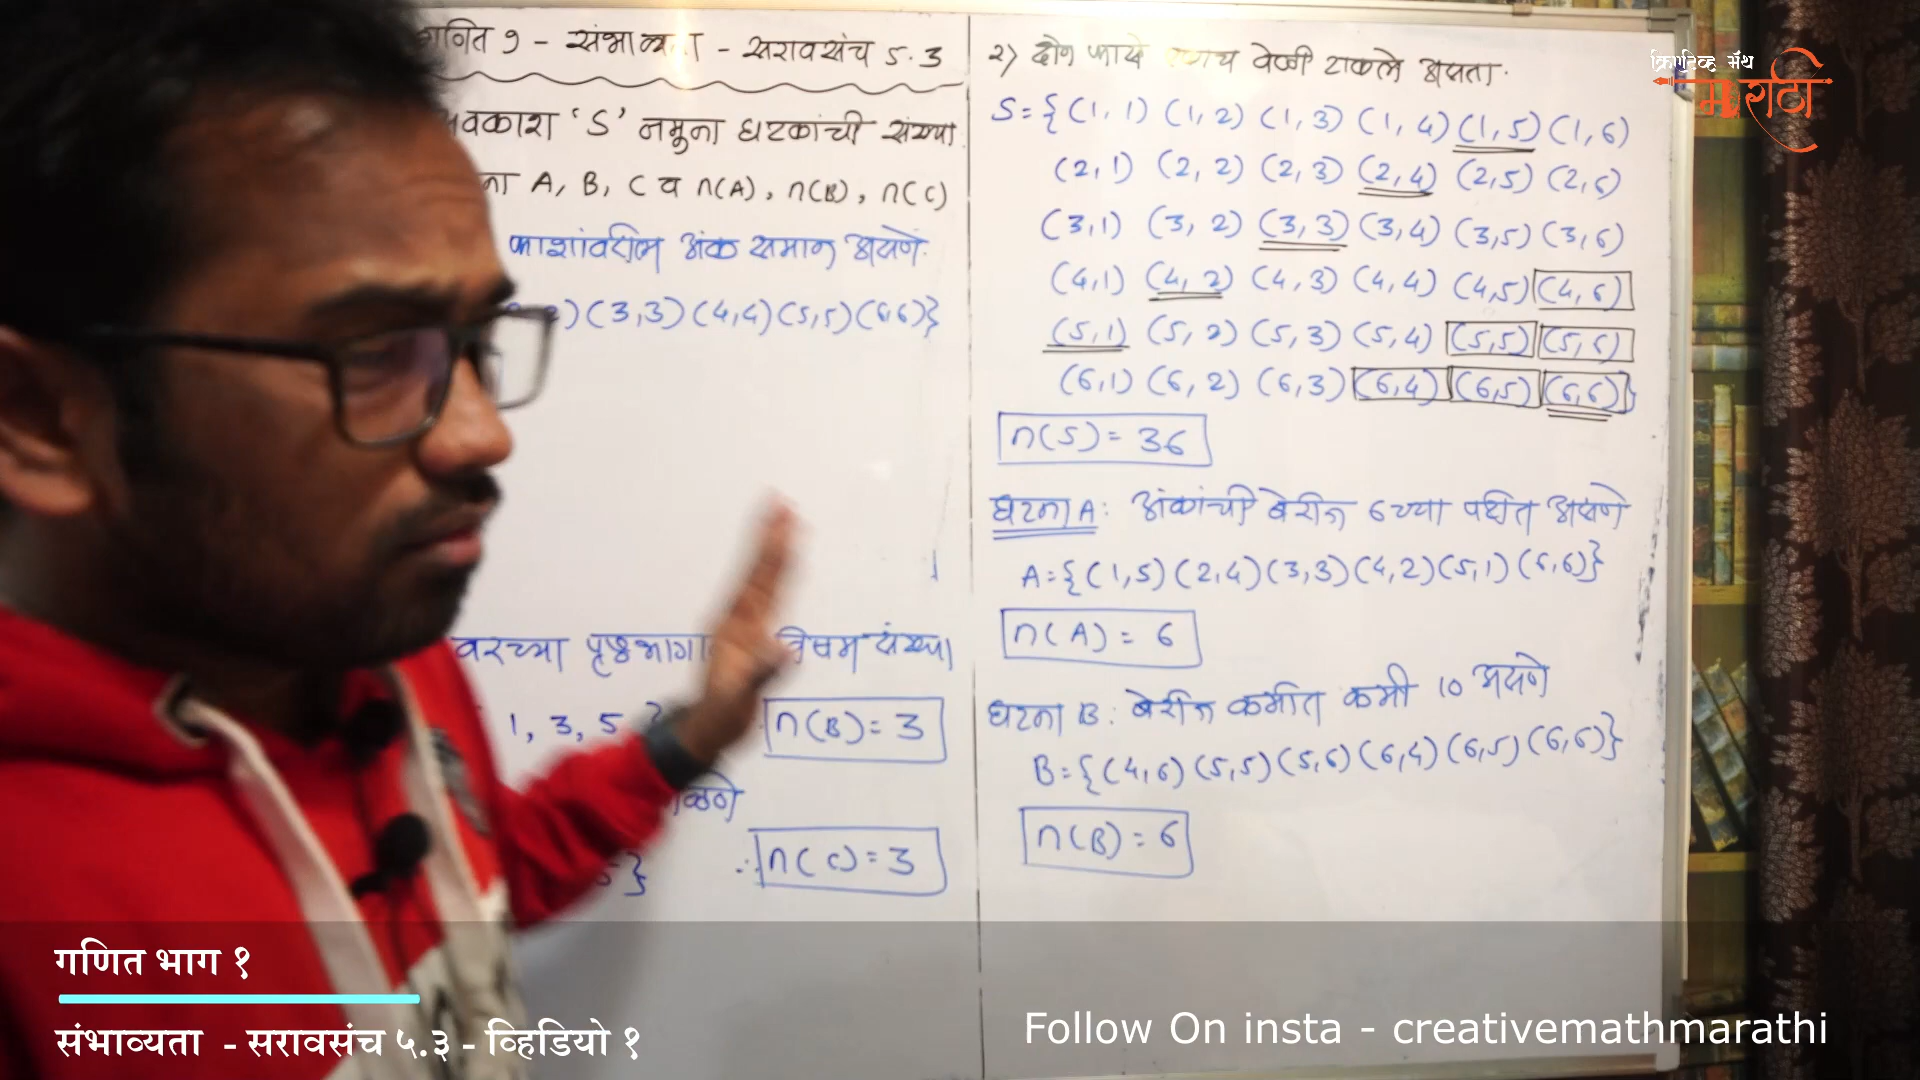 गणित १ - संभाव्यता - सरावसंच ५.३
'S' नमुना घटकांची संख्या
A, B, C व n(A), n(B), n(C)
फाशांवरील अंक समान असणे.
(3,3) (4,4) (5,5) (6,6)}
वरच्या पृष्ठभागा विषम संख्या
1, 3, 5 }
n(B) = 3
∴ n(C) = 3
२) दोन फासे एकाच वेळी टाकले असता.
S = { (1, 1) (1, 2) (1, 3) (1, 4) (1, 5) (1, 6)
(2, 1) (2, 2) (2, 3) (2, 4) (2,5) (2,6)
(3,1) (3, 2) (3, 3) (3,4) (3,5) (3,6)
(4,1) (4, 2) (4, 3) (4, 4) (4,5) (4, 6)
(5,1) (5, 2) (5, 3) (5,4) (5,5) (5,6)
(6,1) (6, 2) (6,3) (6,4) (6,5) (6,6)}
n(S) = 36
घटना A : अंकांची बेरीज 6 च्या पटीत असणे
A = { (1,5) (2,4) (3,3) (4,2) (5,1) (6,6)}
n(A) = 6
घटना B : बेरीज कमीत कमी 10 असणे
B = { (4,6) (5,5) (5,6) (6,4) (6,5) (6,6)}
n(B) = 6
क्रिएटिव्ह मॅथ
मराठी
गणित भाग १
संभाव्यता - सरावसंच ५.३ - व्हिडियो १
Follow On insta - creativemathmarathi